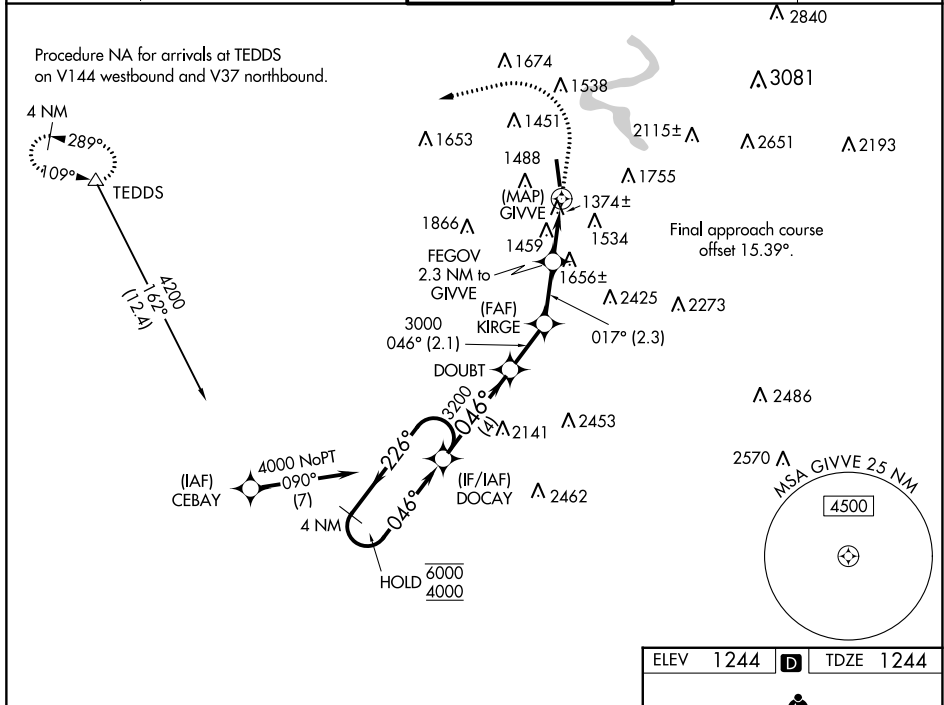 2840
Procedure NA for arrivals at TEDDS
on V144 westbound and V37 northbound.
1674
1538
3081
4 NM
289°
109°
TEDDS
1653
1451
2115±
2651
2193
1488
1755
(MAP)
GIVVE
1374±
1866
1459
1534
Final approach course
offset 15.39°.
FEGOV
2.3 NM to
GIVVE
1656±
4200
162°
(12.4)
2425
2273
(FAF)
KIRGE
3000
046° (2.1)
017° (2.3)
DOUBT
3200
046°
(4)
2141
2453
2486
226°
046°
2570
(IAF)
CEBAY
4000 NoPT
090°
(7)
(IF/IAF)
DOCAY
2462
4 NM
MSA GIVVE 25 NM
4500
HOLD
6000
4000
ELEV 1244 D TDZE 1244